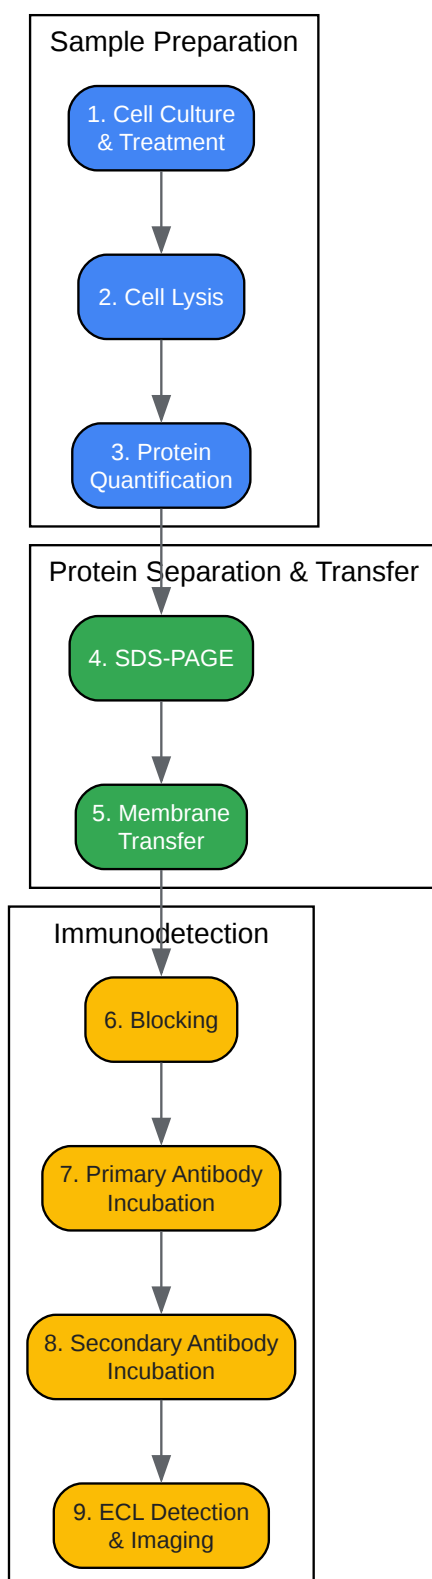 Sample Preparation
1. Cell Culture
& Treatment
2. Cell Lysis
3. Protein
Quantification
Protein Separation & Transfer
4. SDS-PAGE
5. Membrane
Transfer
Immunodetection
6. Blocking
7. Primary Antibody
Incubation
8. Secondary Antibody
Incubation
9. ECL Detection
& Imaging